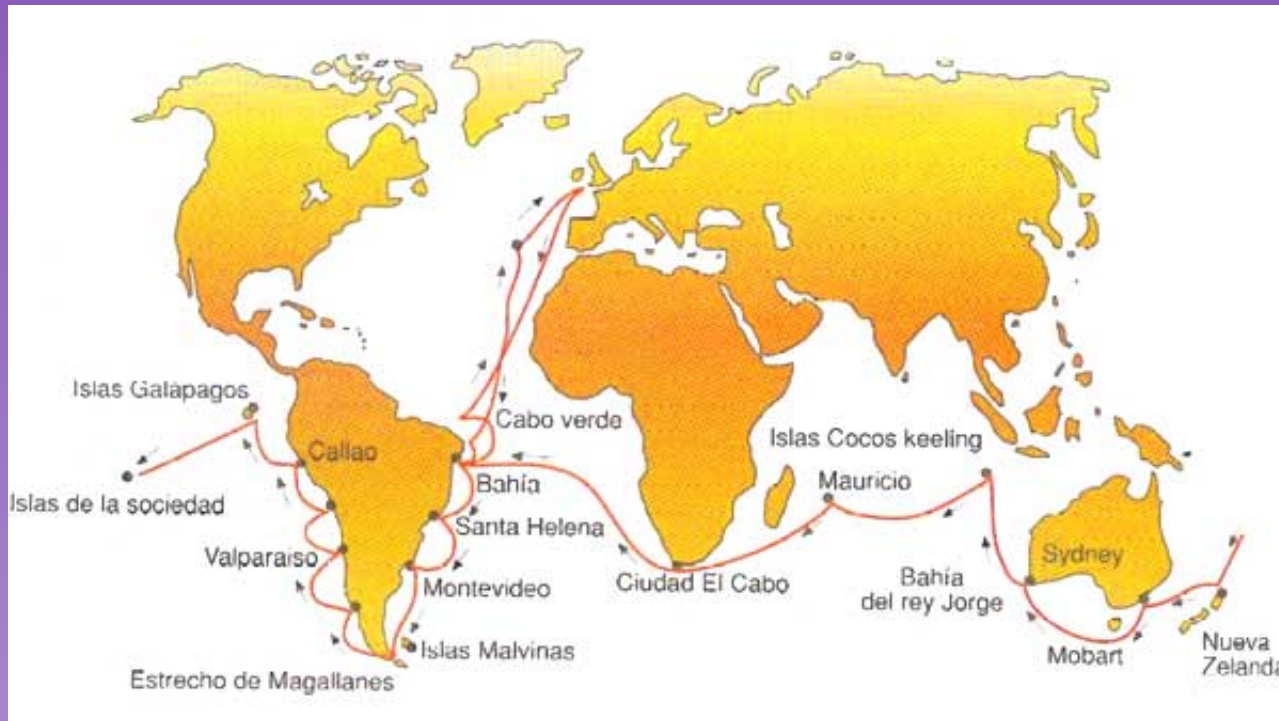 Islas Galápagos
Cabo verde
Callao
Islas Cocos keeling
Bahía
Mauricio
Islas de la sociedad
Santa Helena
Valparaiso
Sydney
Montevideo
Ciudad El Cabo
Bahía
del rey Jorge
Islas Malvinas
Mobart
Nueva
Zelanda
Estrecho de Magallanes